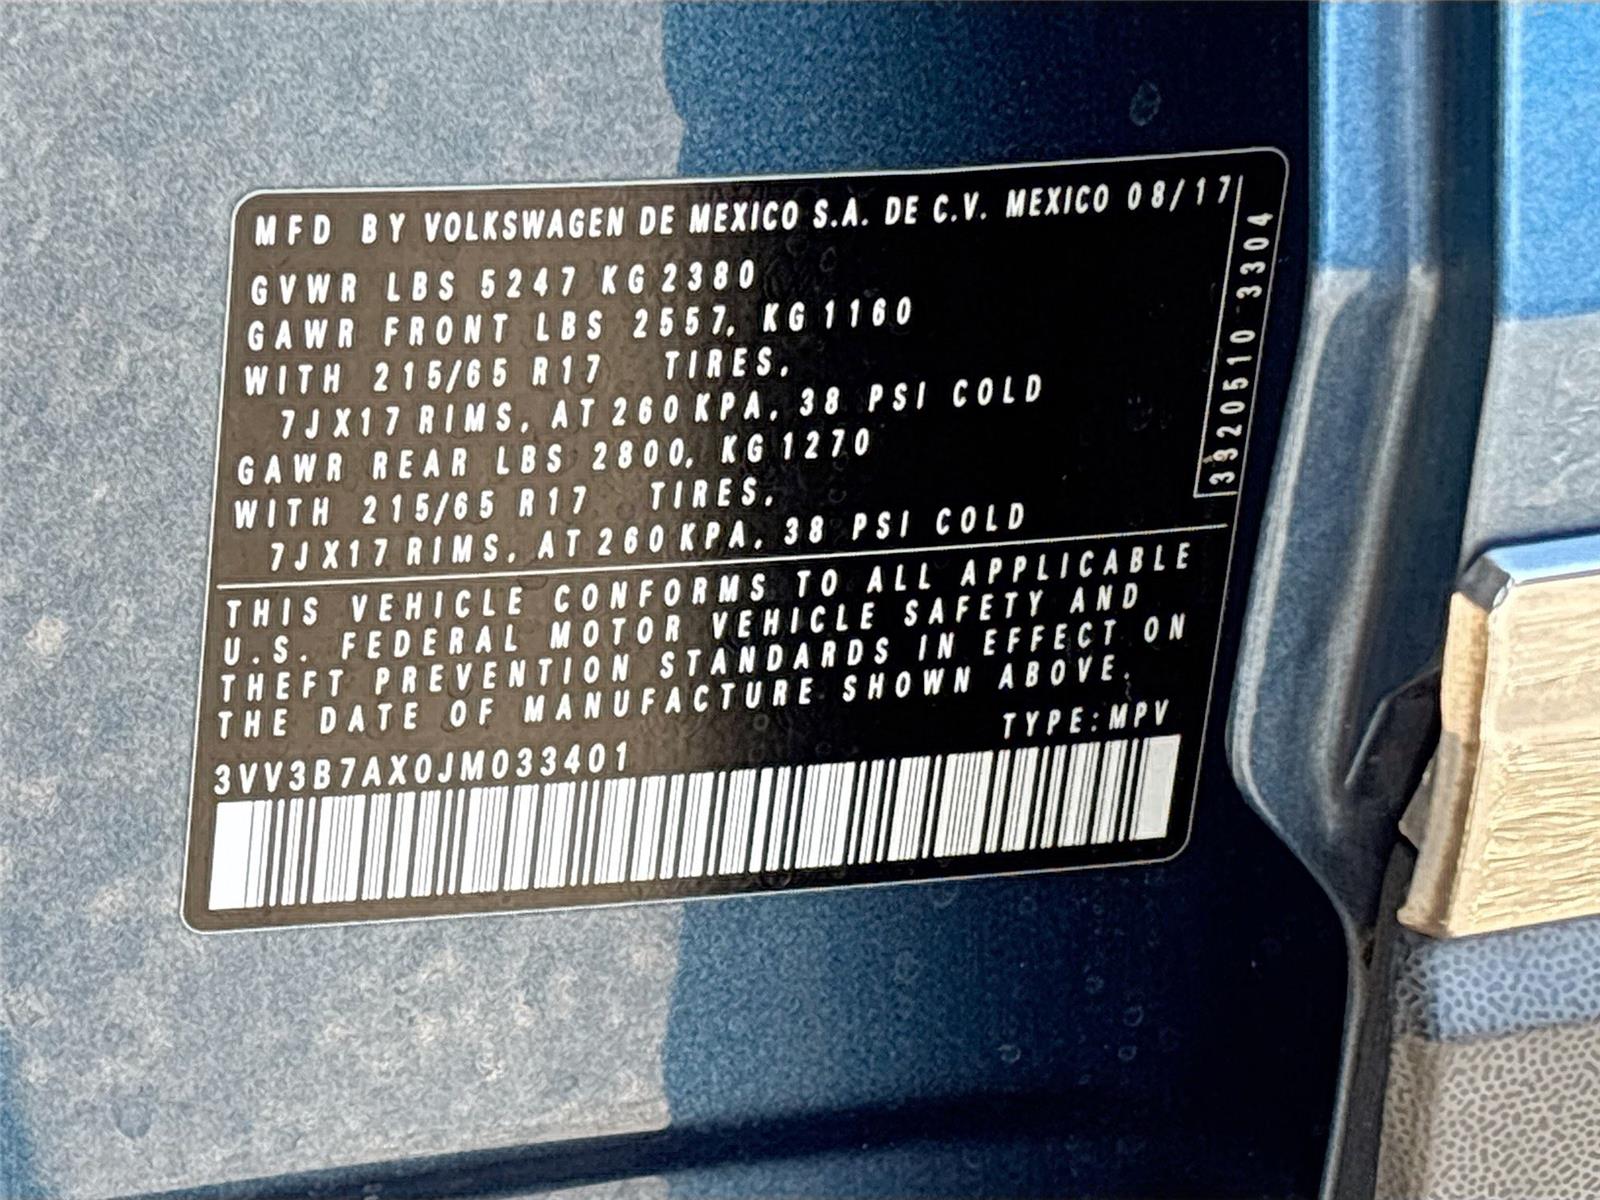 MFD BY VOLKSWAGEN DE MEXICO S.A. DE C.V. MEXICO 08/17
GVWR LBS 5247 KG 2380
GAWR FRONT LBS 2557, KG 1160
WITH 215/65 R17 TIRES,
7JX17 RIMS, AT 260 KPA, 38 PSI COLD
GAWR REAR LBS 2800, KG 1270
WITH 215/65 R17 TIRES,
7JX17 RIMS, AT 260 KPA, 38 PSI COLD
3320510 3304
THIS VEHICLE CONFORMS TO ALL APPLICABLE
U.S. FEDERAL MOTOR VEHICLE SAFETY AND
THEFT PREVENTION STANDARDS IN EFFECT ON
THE DATE OF MANUFACTURE SHOWN ABOVE.
TYPE:MPV
3VV3B7AX0JM033401